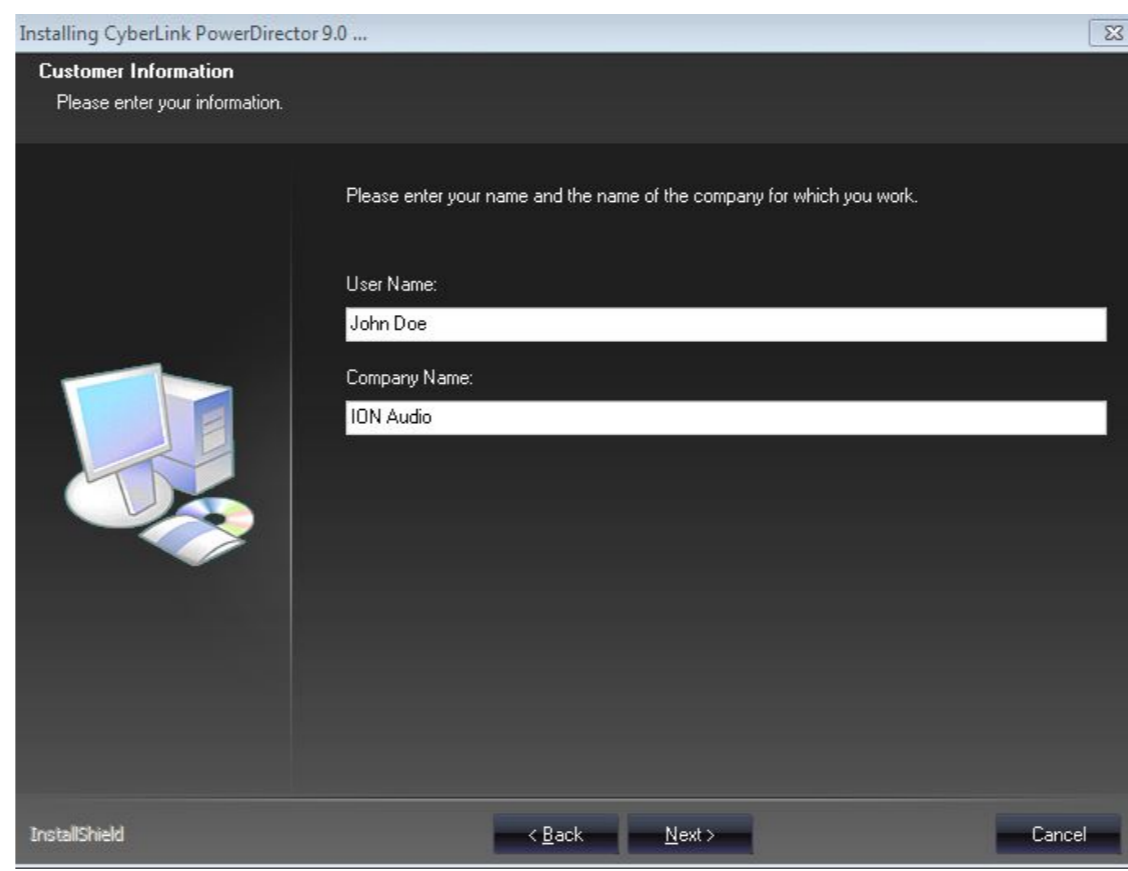 Installing CyberLink PowerDirector 9.0 ...
Customer Information
Please enter your information.
Please enter your name and the name of the company for which you work.
User Name:
John Doe
Company Name:
ION Audio
InstallShield
< Back
Next >
Cancel